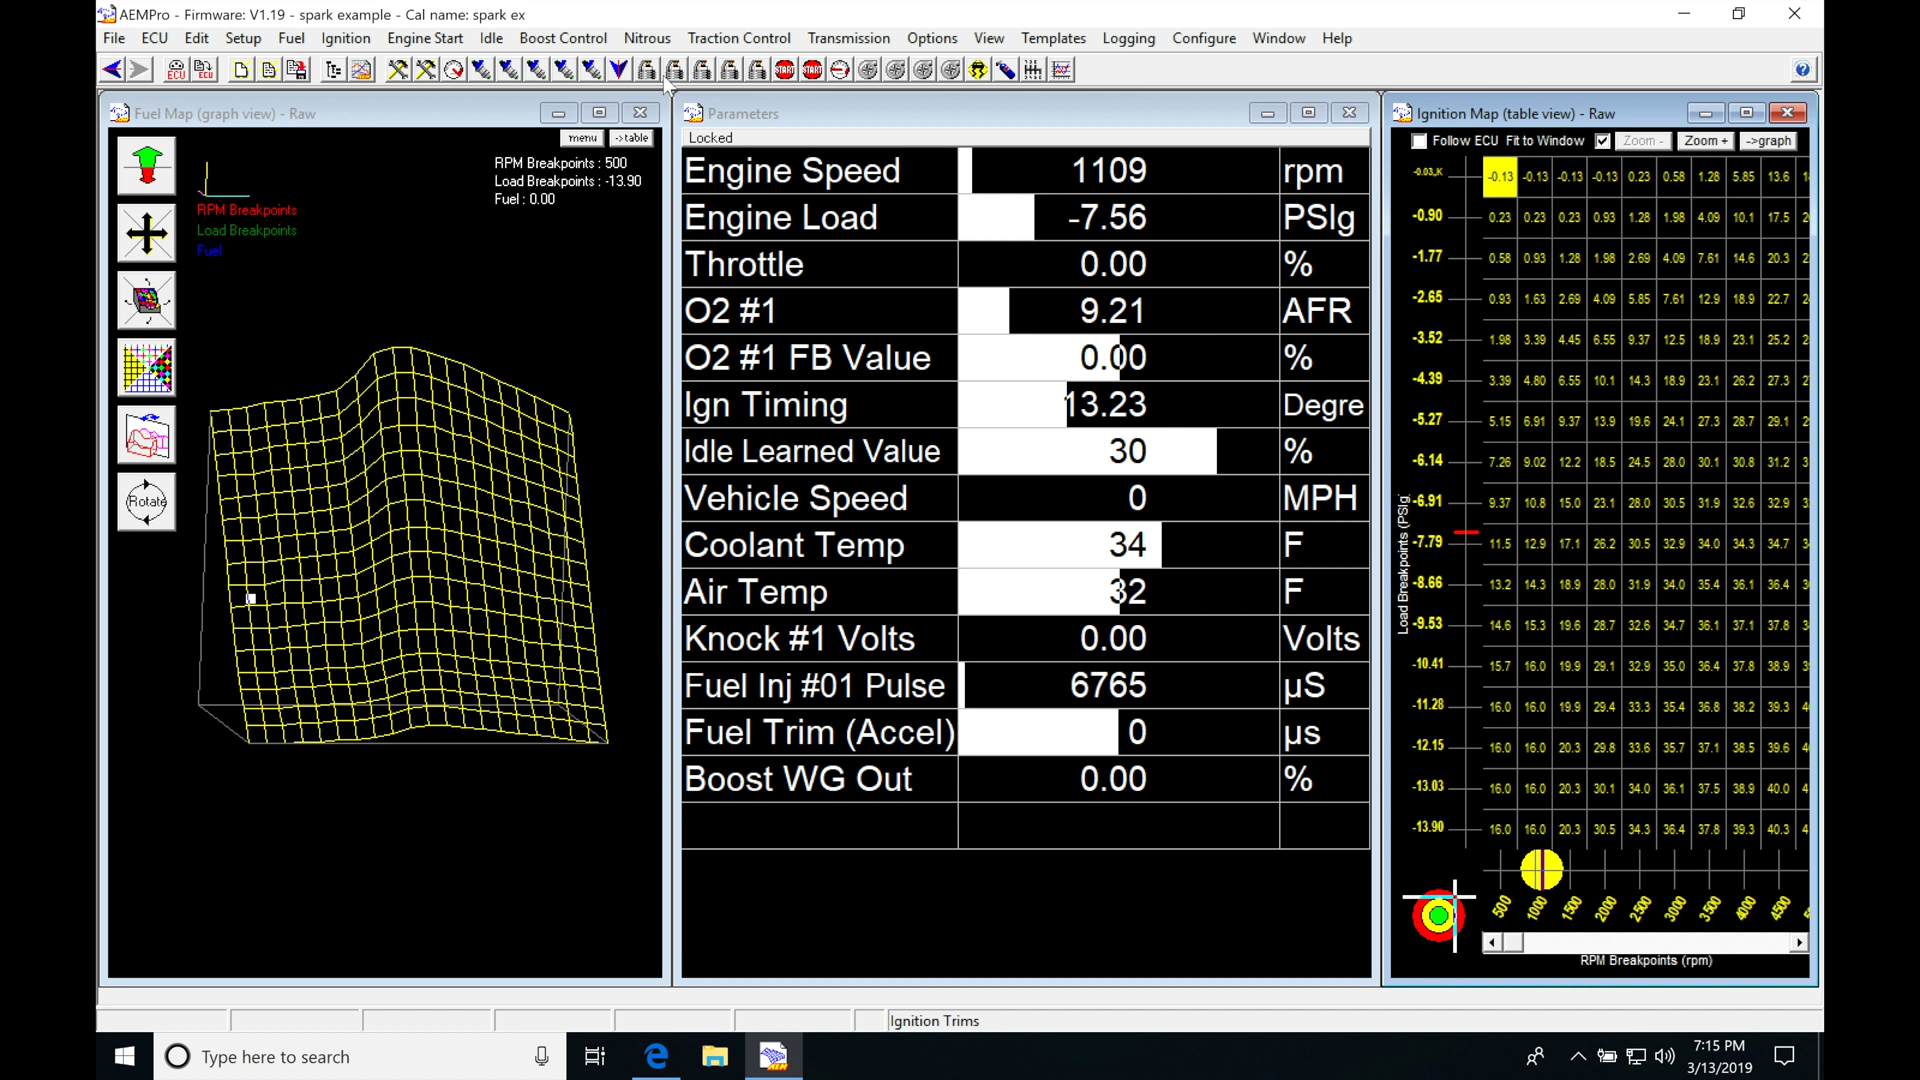 AEMPro - Firmware: V1.19 - spark example - Cal name: spark ex
File ECU Edit Setup Fuel Ignition Engine Start Idle Boost Control Nitrous Traction Control Transmission Options View Templates Logging Configure Window Help
ECU ECU START START
Fuel Map (graph view) - Raw
menu ->table
RPM Breakpoints : 500
Load Breakpoints : -13.90
Fuel : 0.00
RPM Breakpoints
Load Breakpoints
Fuel
Rotate
Parameters
Locked
Engine Speed 1109 rpm
Engine Load -7.56 PSIg
Throttle 0.00 %
O2 #1 9.21 AFR
O2 #1 FB Value 0.00 %
Ign Timing 13.23 Degre
Idle Learned Value 30 %
Vehicle Speed 0 MPH
Coolant Temp 34 F
Air Temp 32 F
Knock #1 Volts 0.00 Volts
Fuel Inj #01 Pulse 6765 µS
Fuel Trim (Accel) 0 µs
Boost WG Out 0.00 %
Ignition Map (table view) - Raw
Follow ECU Fit to Window Zoom - Zoom + ->graph
-0.13 -0.13 -0.13 -0.13 0.23 0.58 1.28 5.85 13.6
-0.90 0.23 0.23 0.23 0.93 1.28 1.98 4.09 10.1 17.5
-1.77 0.58 0.93 1.28 1.98 2.69 4.09 7.61 14.6 20.3
-2.65 0.93 1.63 2.69 4.09 5.85 7.61 12.9 18.9 22.7
-3.52 1.98 3.39 4.45 6.55 9.37 12.5 18.9 23.1 25.2
-4.39 3.39 4.80 6.55 10.1 14.3 18.9 23.1 26.2 27.3
-5.27 5.15 6.91 9.37 13.9 19.6 24.1 27.3 28.7 29.1
-6.14 7.26 9.02 12.2 18.5 24.5 28.0 30.1 30.8 31.2
-6.91 9.37 10.8 15.0 23.1 28.0 30.5 31.9 32.6 32.9
-7.79 11.5 12.9 17.1 26.2 30.5 32.9 34.0 34.3 34.7
-8.66 13.2 14.3 18.9 28.0 31.9 34.0 35.4 36.1 36.4
-9.53 14.6 15.3 19.6 28.7 32.6 34.7 36.1 37.1 37.8
-10.41 15.7 16.0 19.9 29.1 32.9 35.0 36.4 37.8 38.9
-11.28 16.0 16.0 19.9 29.4 33.3 35.4 36.8 38.2 39.3
-12.15 16.0 16.0 20.3 29.8 33.6 35.7 37.1 38.5 39.6
-13.03 16.0 16.0 20.3 30.1 34.0 36.1 37.5 38.9 40.0
-13.90 16.0 16.0 20.3 30.5 34.3 36.4 37.8 39.3 40.3
Load Breakpoints (PSIg)
500 1000 1500 2000 2500 3000 3500 4000 4500
RPM Breakpoints (rpm)
Ignition Trims
Type here to search
AEM
7:15 PM
3/13/2019